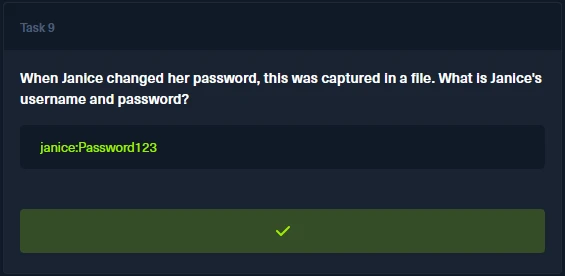 Task 9
When Janice changed her password, this was captured in a file. What is Janice's
username and password?
janice:Password123